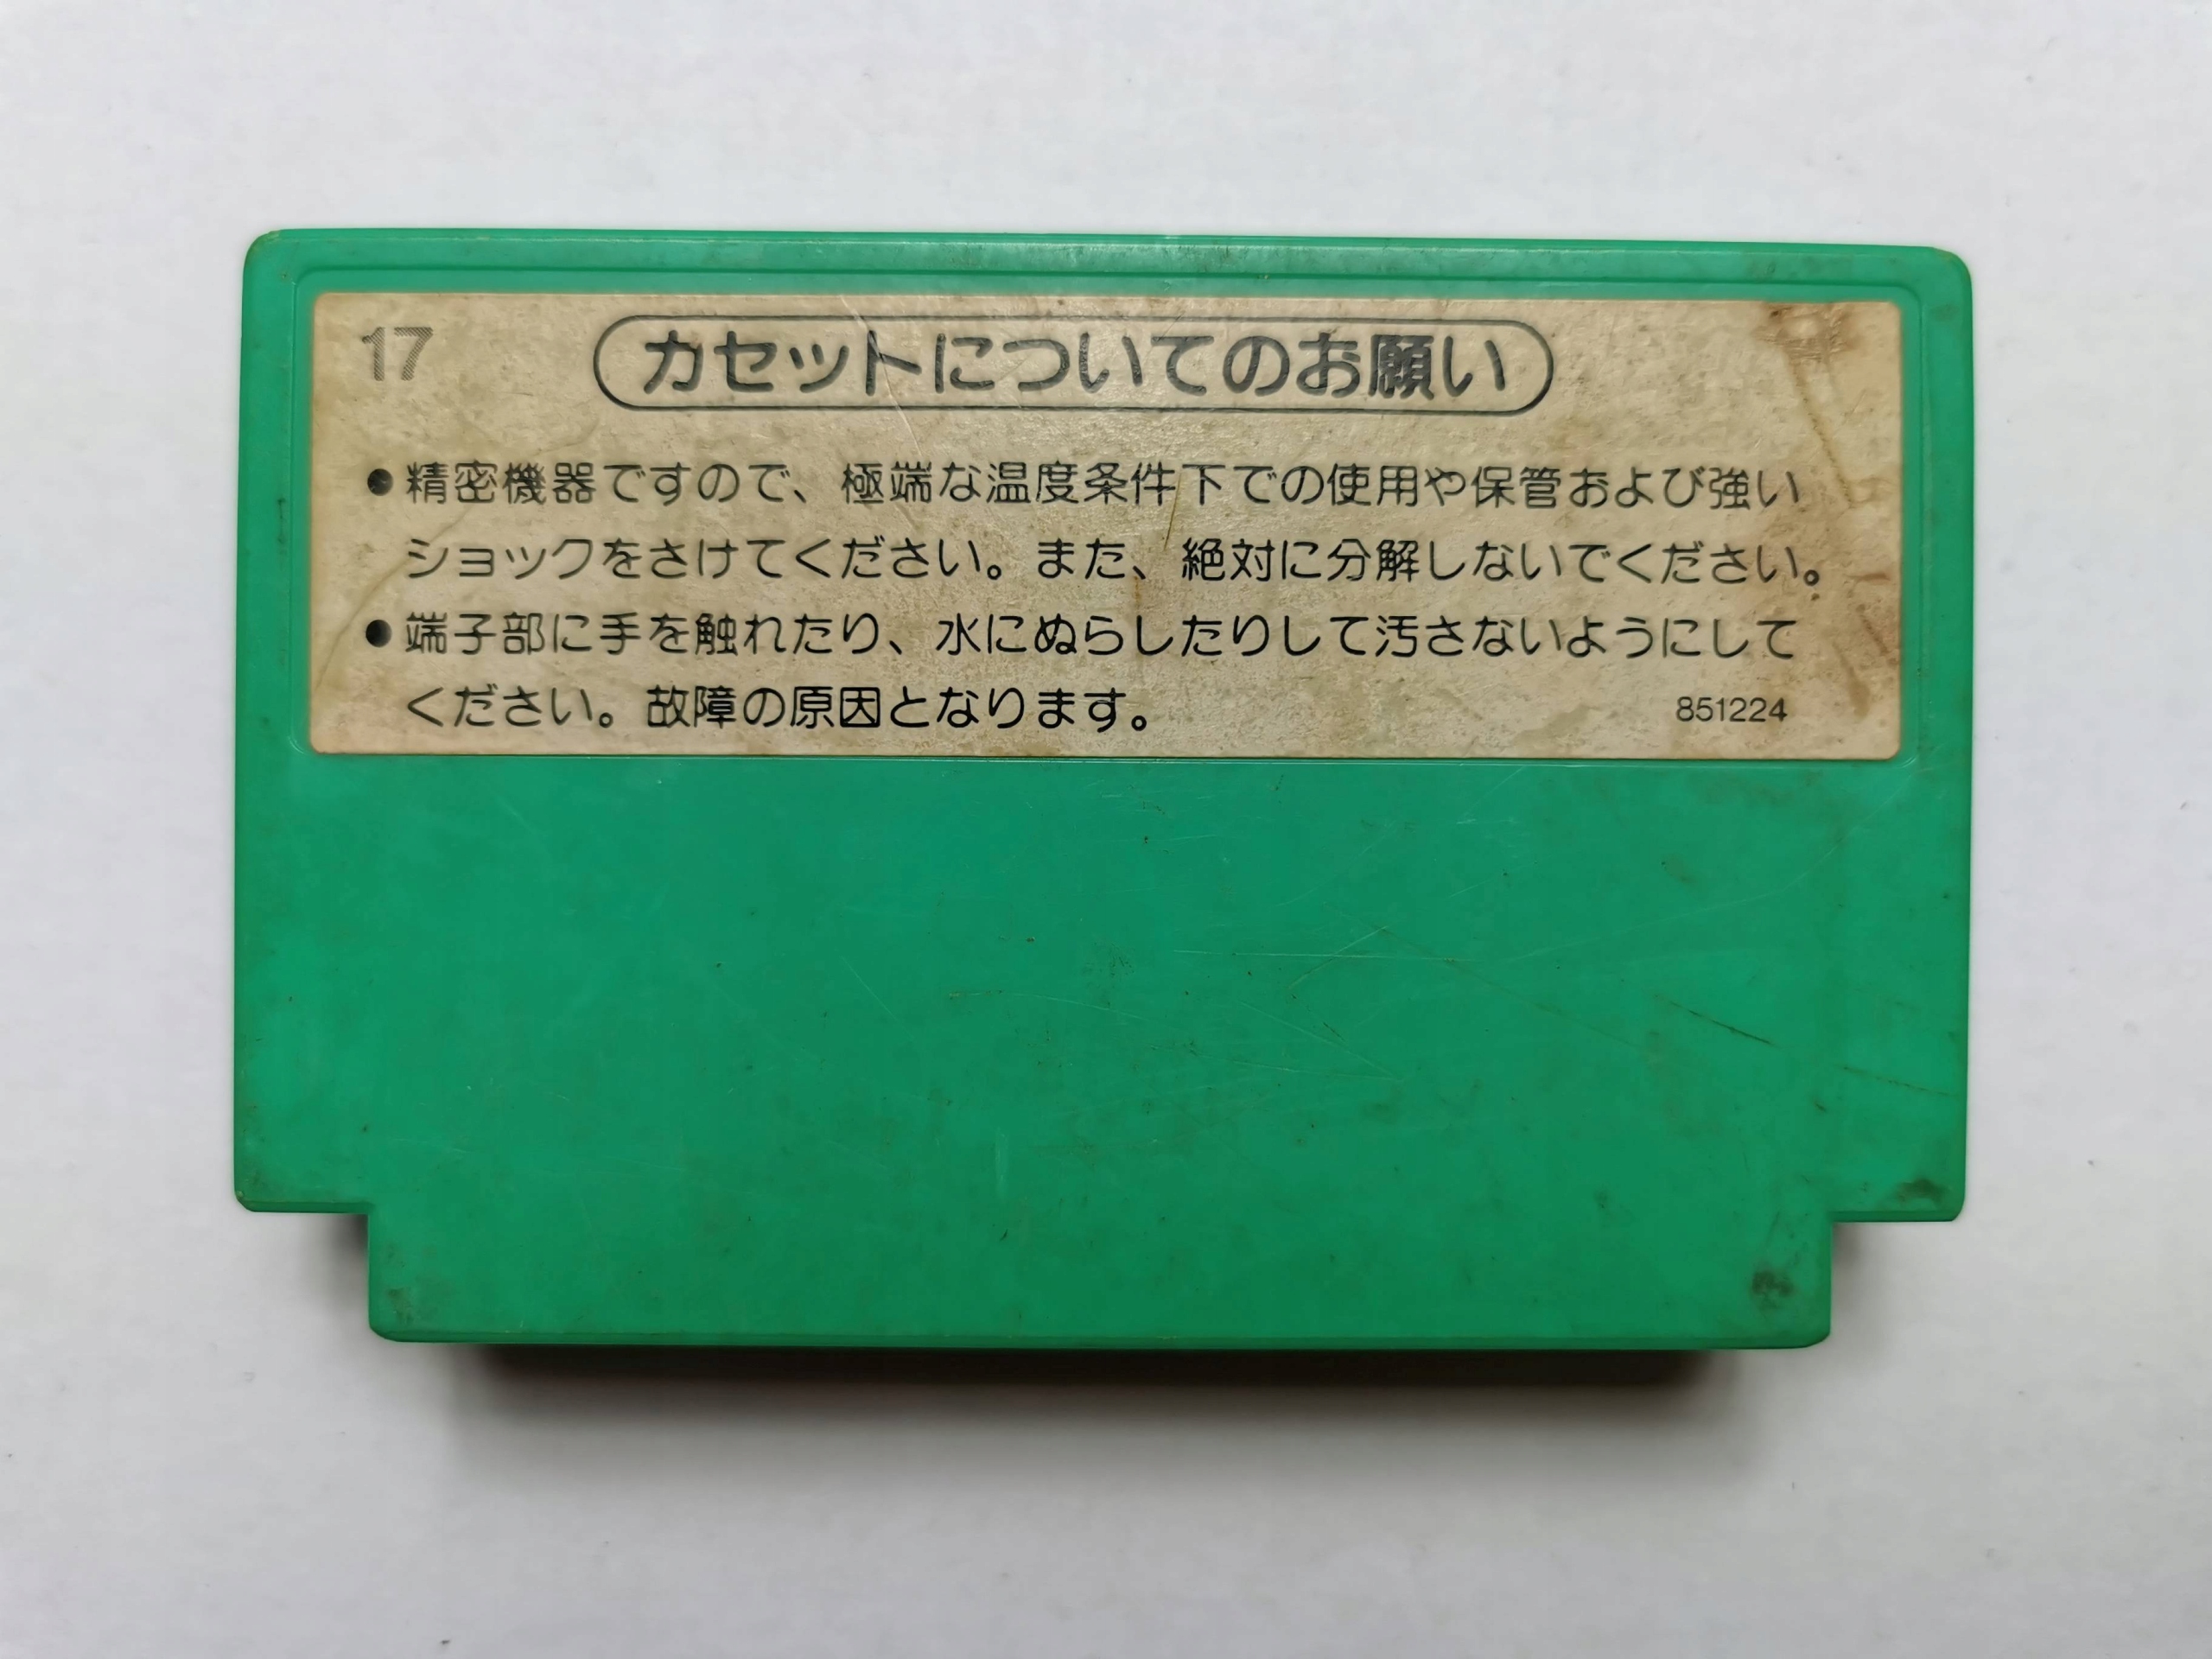 17
カセットについてのお願い
●精密機器ですので、極端な温度条件下での使用や保管および強い
ショックをさけてください。また、絶対に分解しないでください。
●端子部に手を触れたり、水にぬらしたりして汚さないようにして
ください。故障の原因となります。
851224